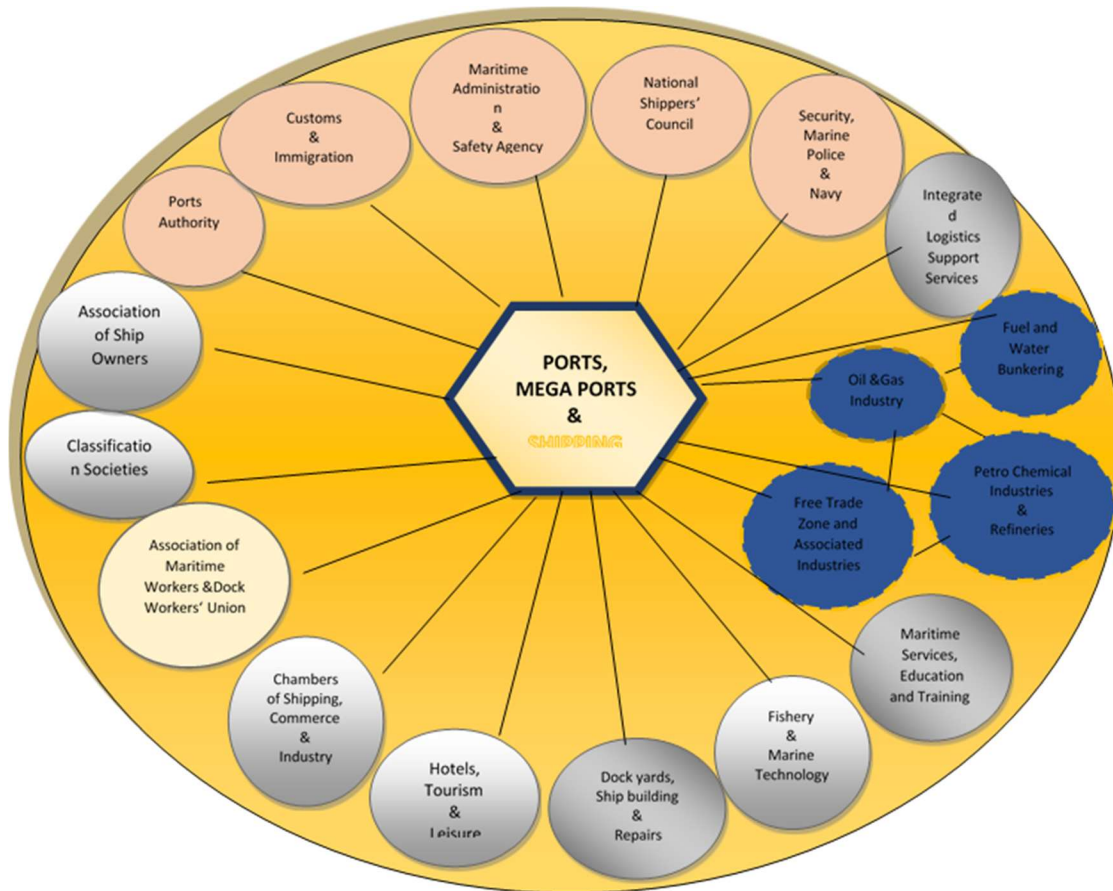 Maritime
Administratio
n
&
Safety Agency
National
Shippers’
Council
Customs
&
Immigration
Security,
Marine
Police
&
Navy
Ports
Authority
Integrate
d
Logistics
Support
Services
Association
of Ship
Owners
Fuel and
Water
Bunkering
PORTS,
MEGA PORTS
&
SHIPPING
Oil &Gas
Industry
Classificatio
n Societies
Petro Chemical
Industries
&
Refineries
Free Trade
Zone and
Associated
Industries
Association of
Maritime
Workers &Dock
Workers’ Union
Maritime
Services,
Education
and Training
Chambers
of Shipping,
Commerce
&
Industry
Fishery
&
Marine
Technology
Hotels,
Tourism
&
Leisure
Dock yards,
Ship building
&
Repairs